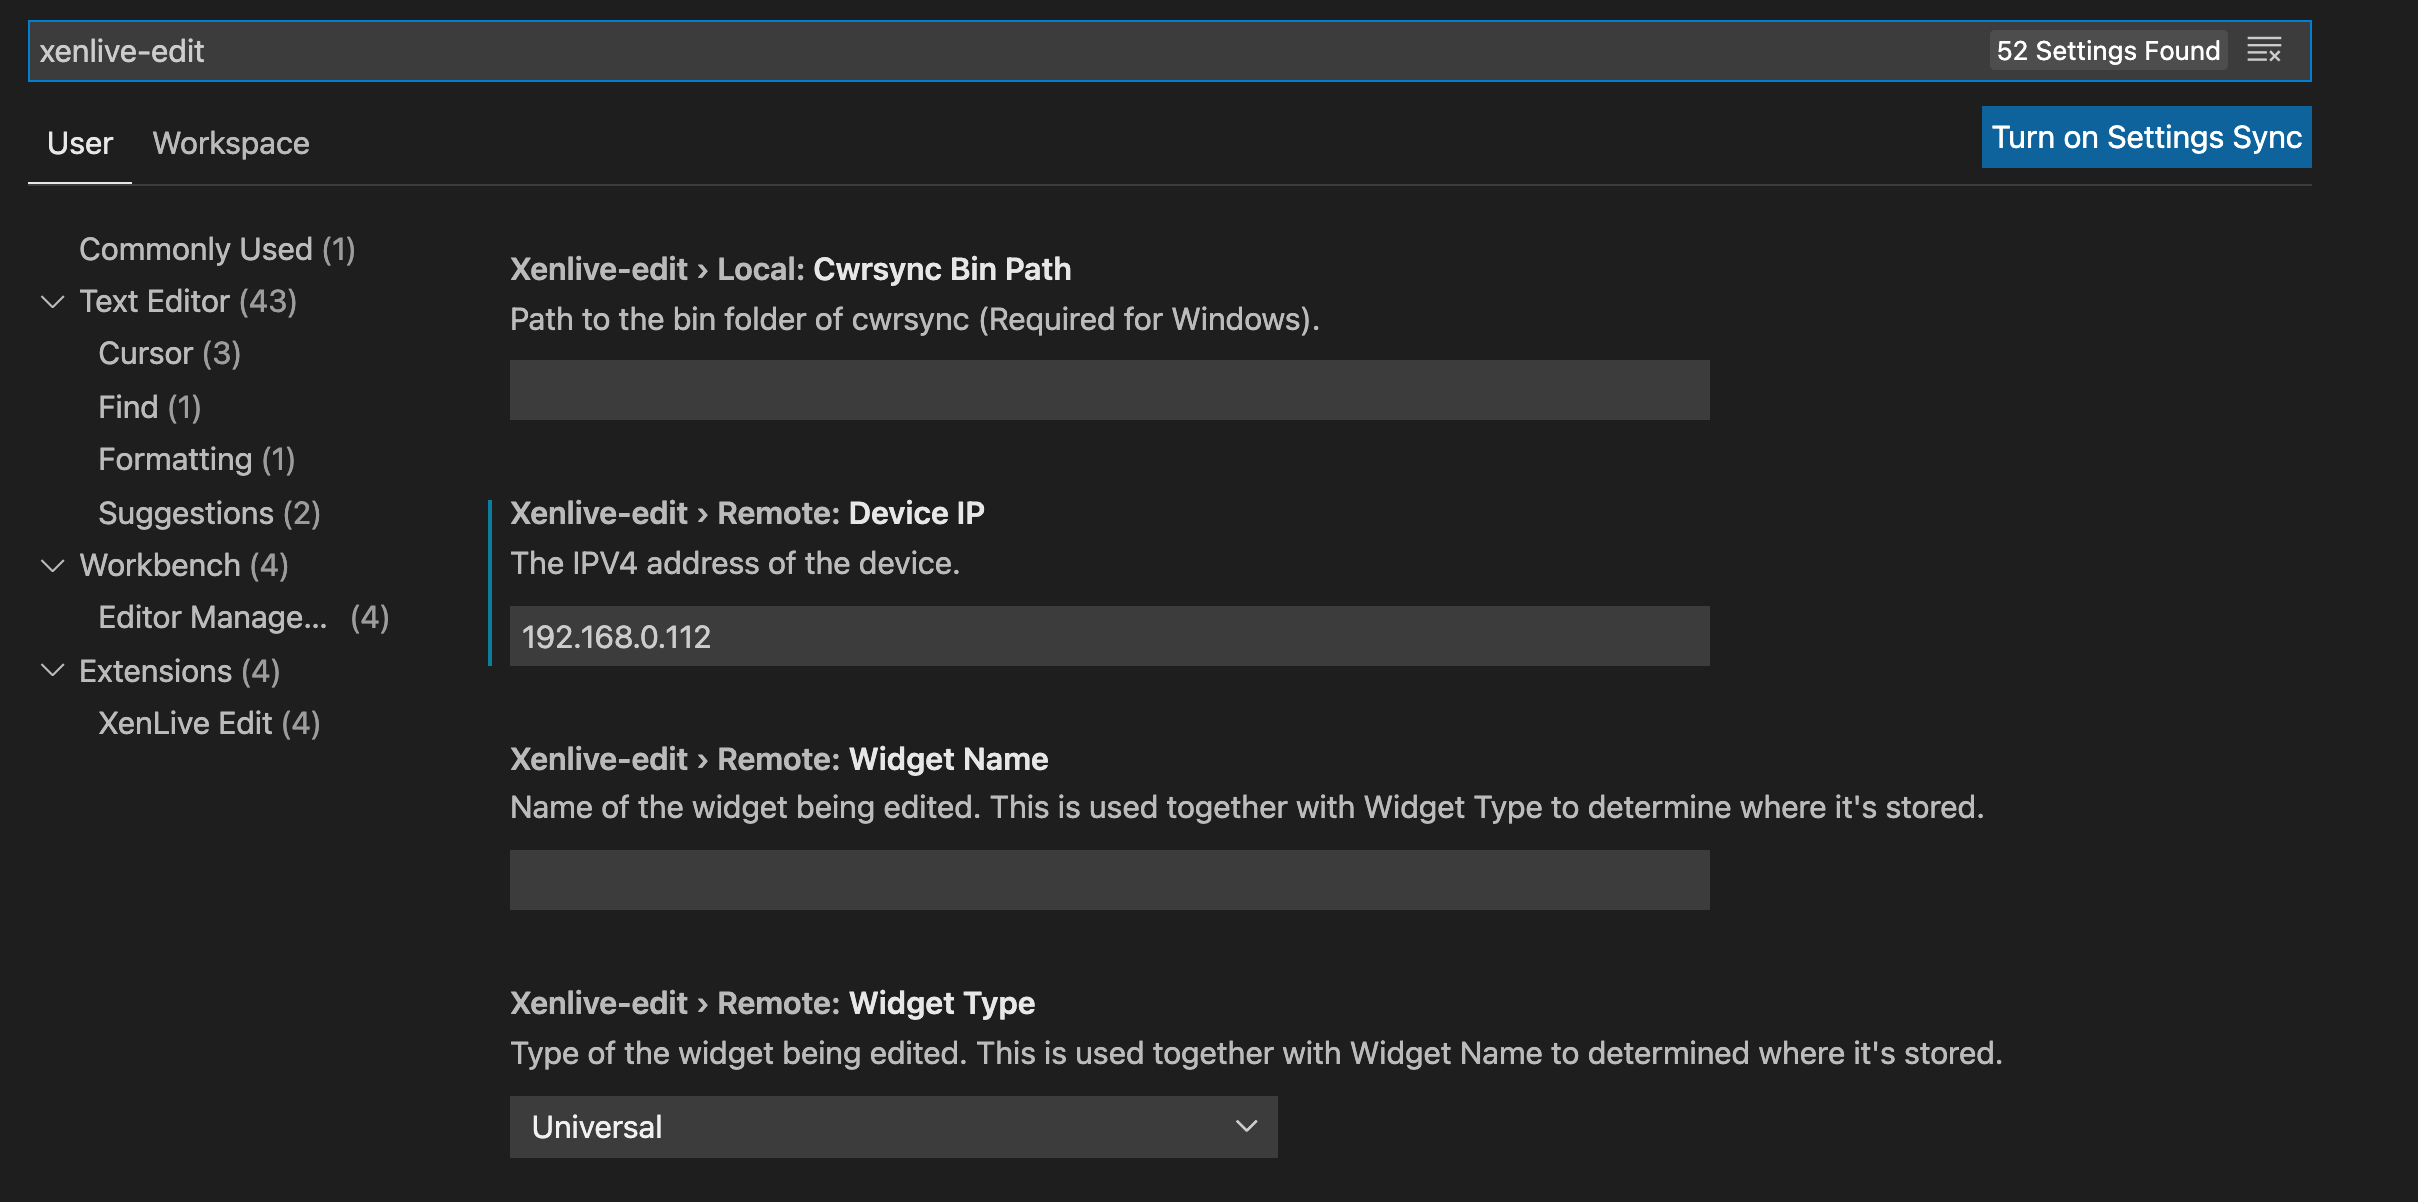 xenlive-edit
52 Settings Found
User
Workspace
Turn on Settings Sync
Commonly Used (1)
Text Editor (43)
Cursor (3)
Find (1)
Formatting (1)
Suggestions (2)
Workbench (4)
Editor Manage... (4)
Extensions (4)
XenLive Edit (4)
Xenlive-edit › Local: Cwrsync Bin Path
Path to the bin folder of cwrsync (Required for Windows).
Xenlive-edit › Remote: Device IP
The IPV4 address of the device.
192.168.0.112
Xenlive-edit › Remote: Widget Name
Name of the widget being edited. This is used together with Widget Type to determine where it's stored.
Xenlive-edit › Remote: Widget Type
Type of the widget being edited. This is used together with Widget Name to determined where it's stored.
Universal